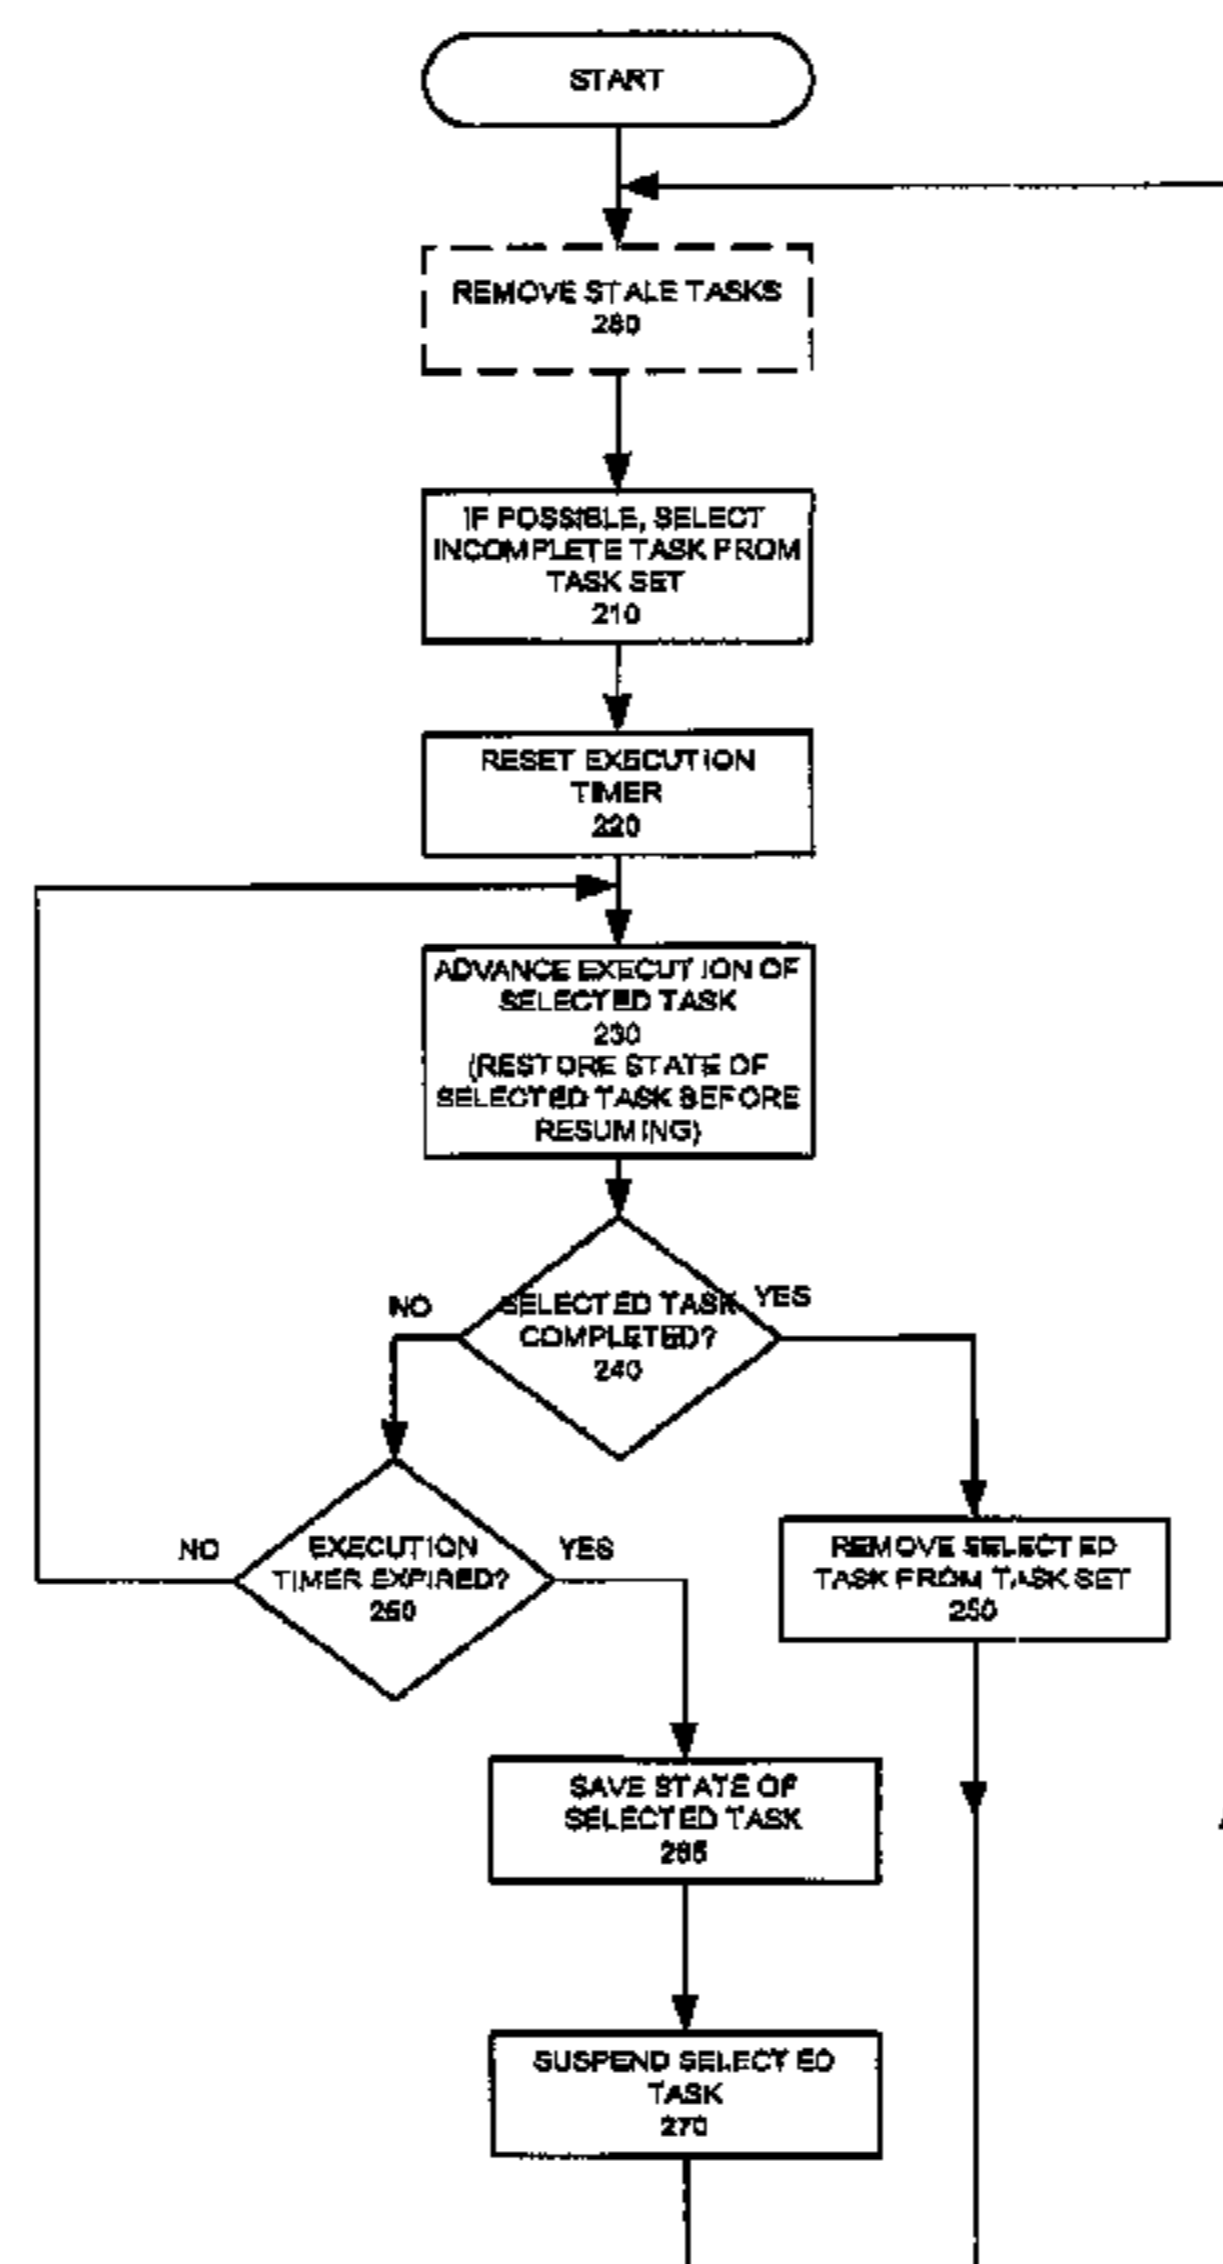 START
REMOVE STALE TASKS
280
IF POSSIBLE, SELECT
INCOMPLETE TASK FROM
TASK SET
210
RESET EXECUTION
TIMER
220
ADVANCE EXECUTION OF
SELECTED TASK
230
(RESTORE STATE OF
SELECTED TASK BEFORE
RESUMING)
NO
SELECTED TASK
COMPLETED?
240
YES
NO
EXECUTION
TIMER EXPIRED?
260
YES
REMOVE SELECTED
TASK FROM TASK SET
250
SAVE STATE OF
SELECTED TASK
265
SUSPEND SELECTED
TASK
270